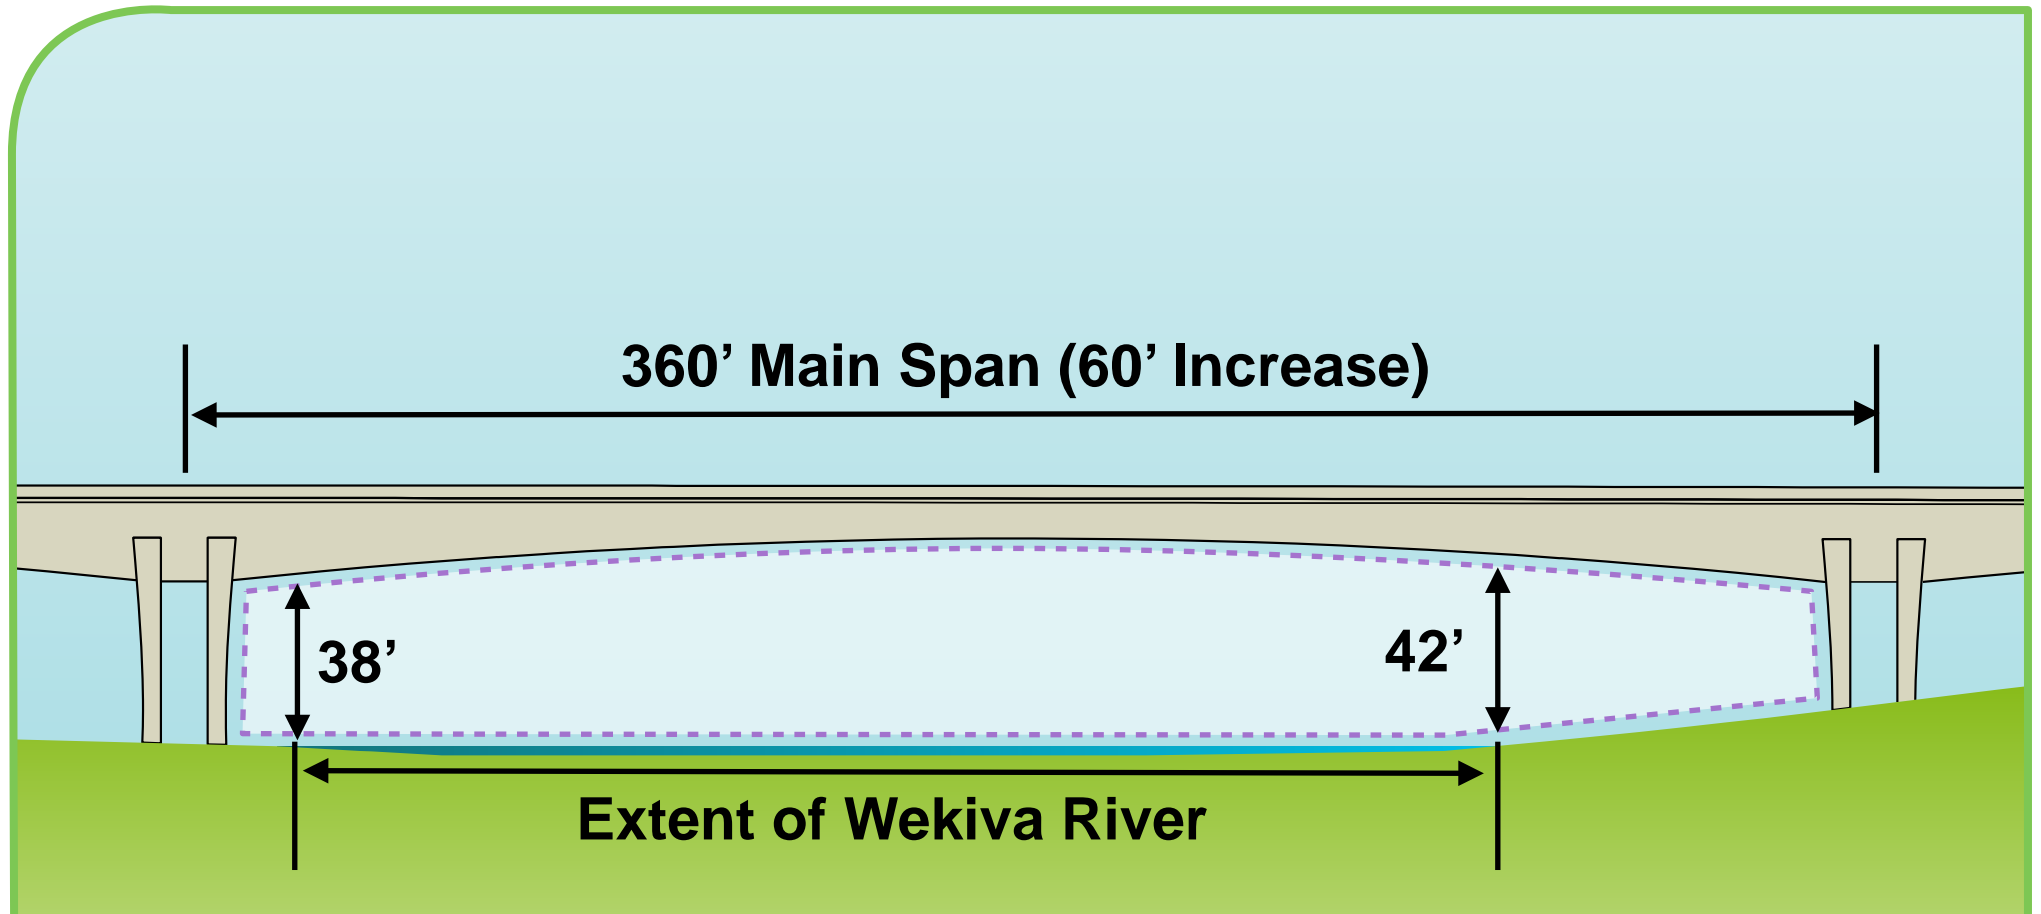 360’ Main Span (60’ Increase)
38’
42’
Extent of Wekiva River